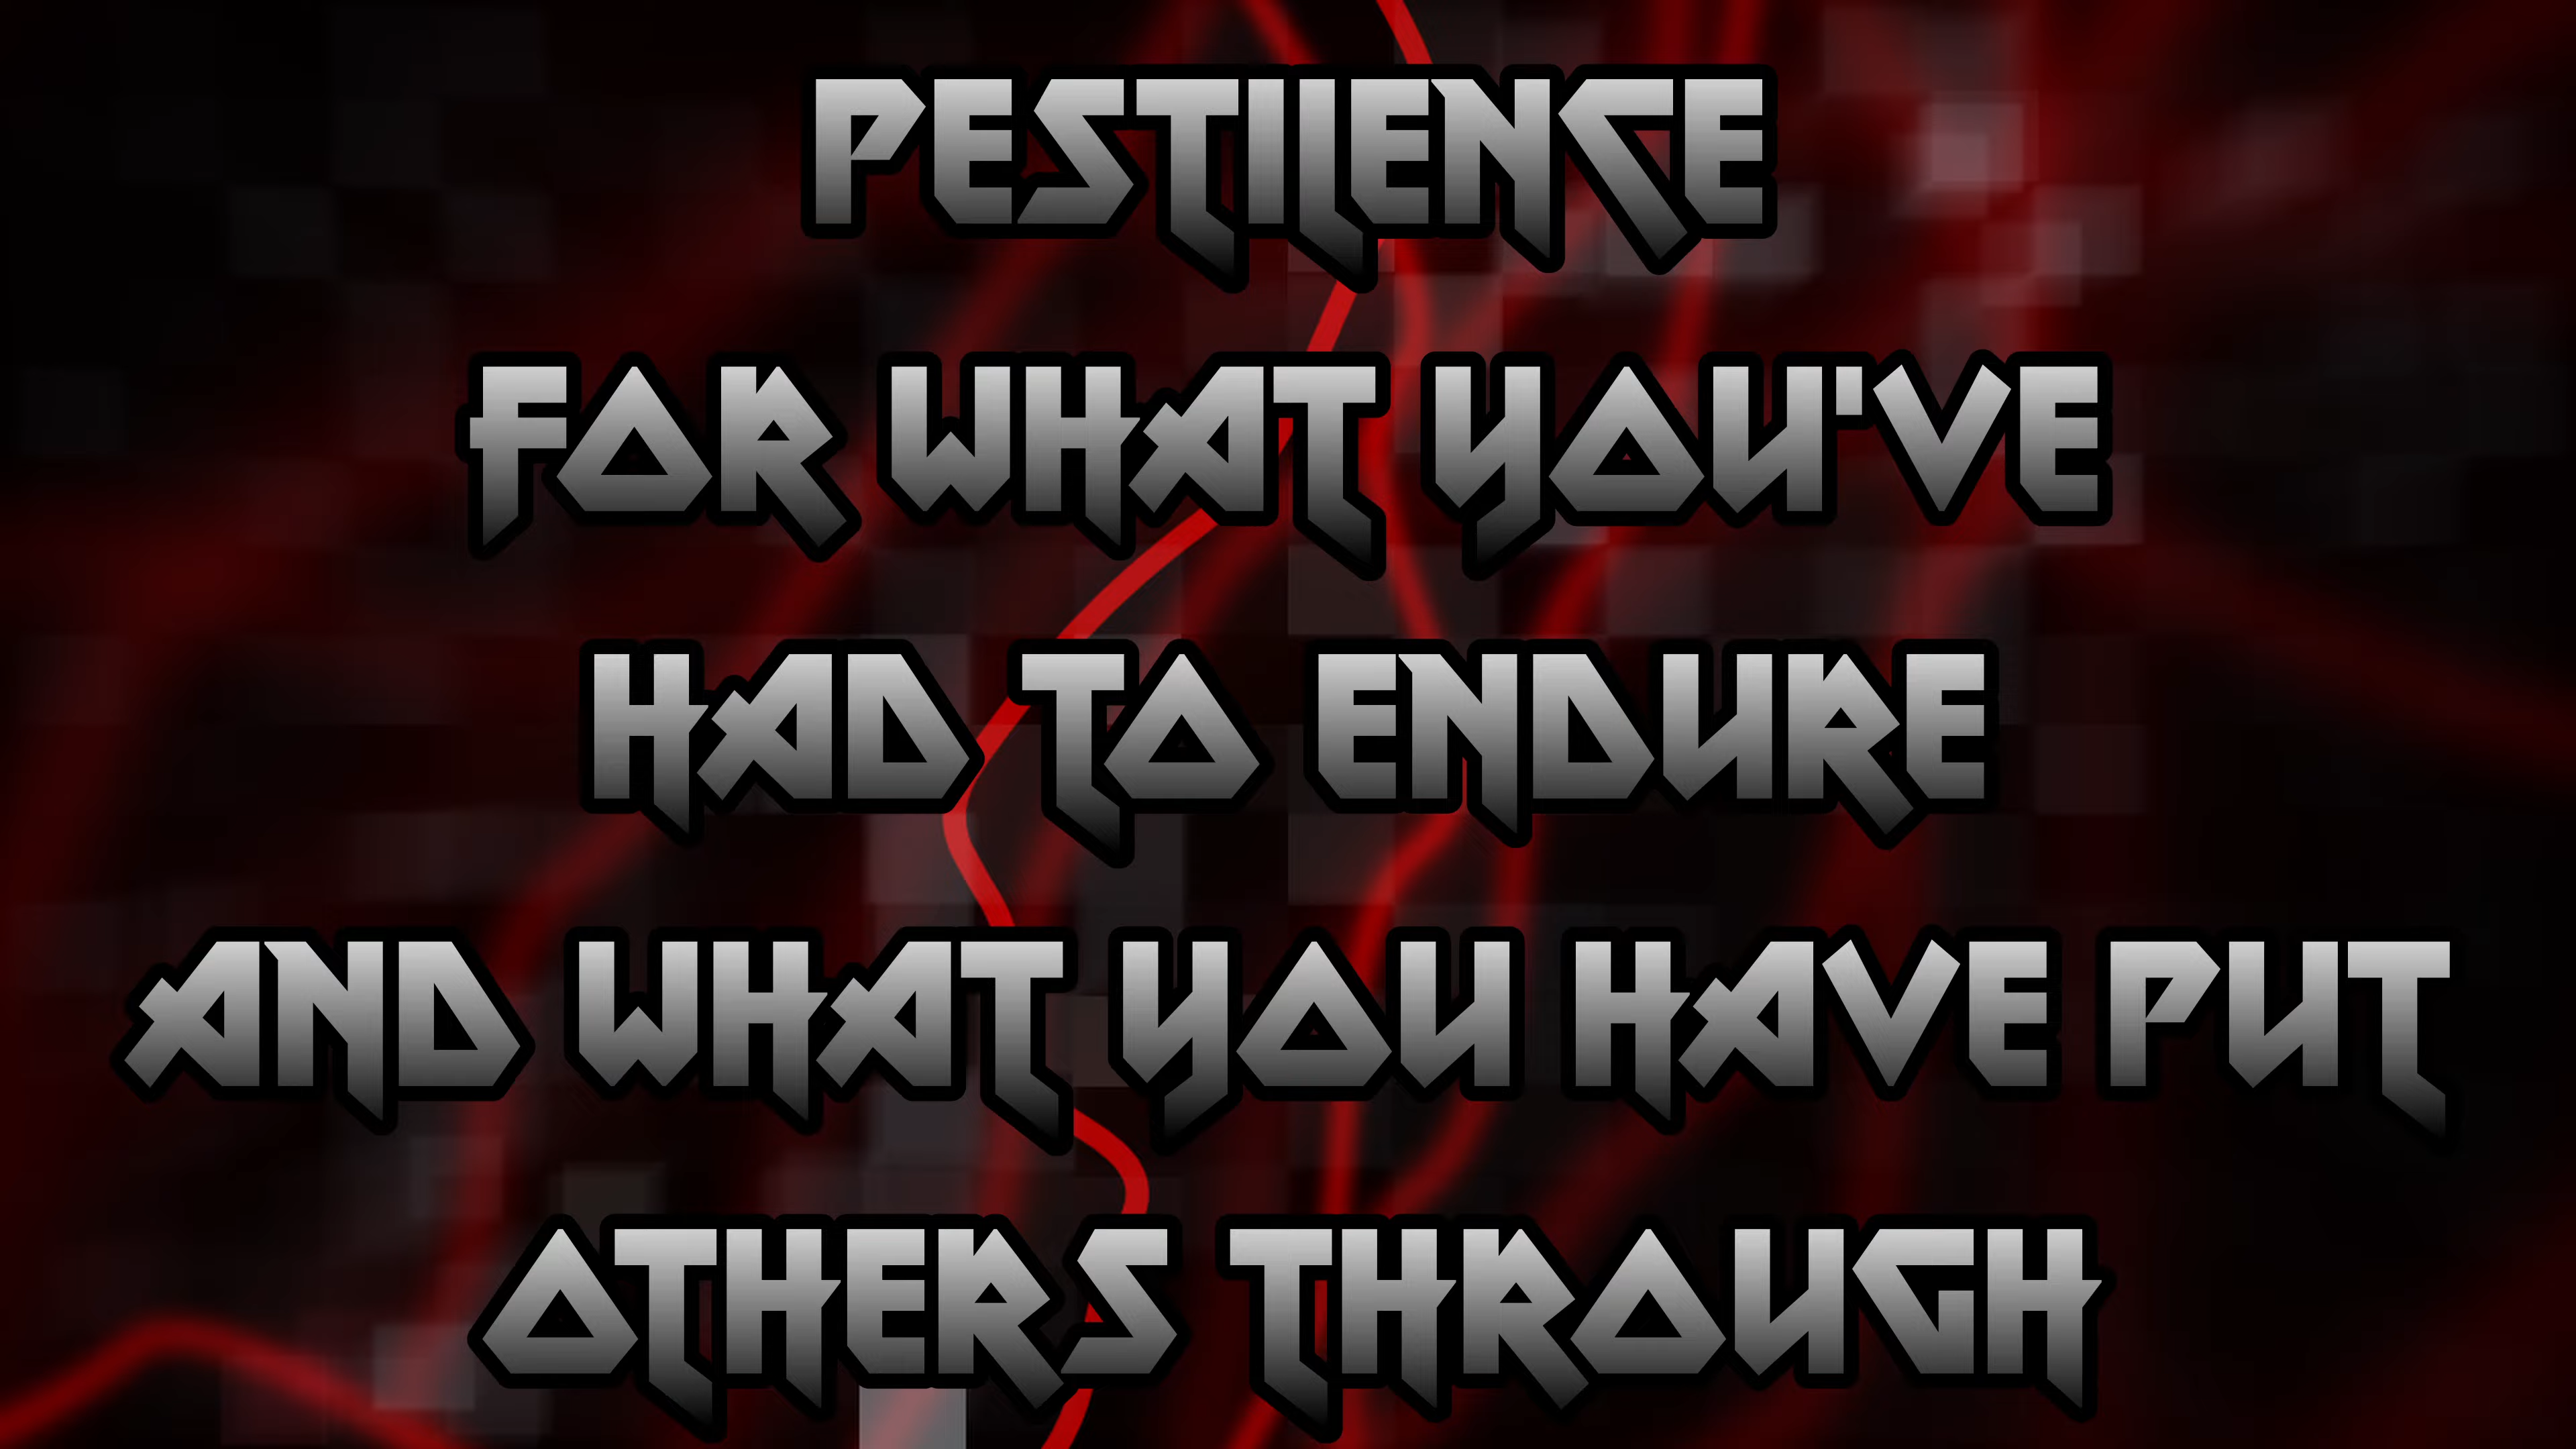 PESTILENCE
FOR WHAT YOU'VE
HAD TO ENDURE
AND WHAT YOU HAVE PUT
OTHERS THROUGH